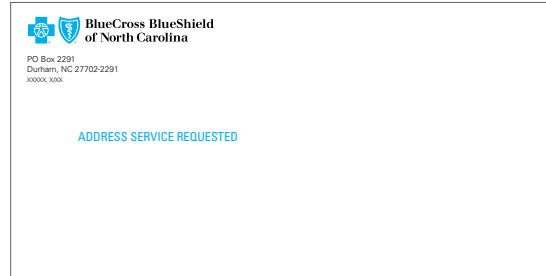 BlueCross BlueShield
of North Carolina
PO Box 2291
Durham, NC 27702-2291
XXXXX, X/XX
ADDRESS SERVICE REQUESTED